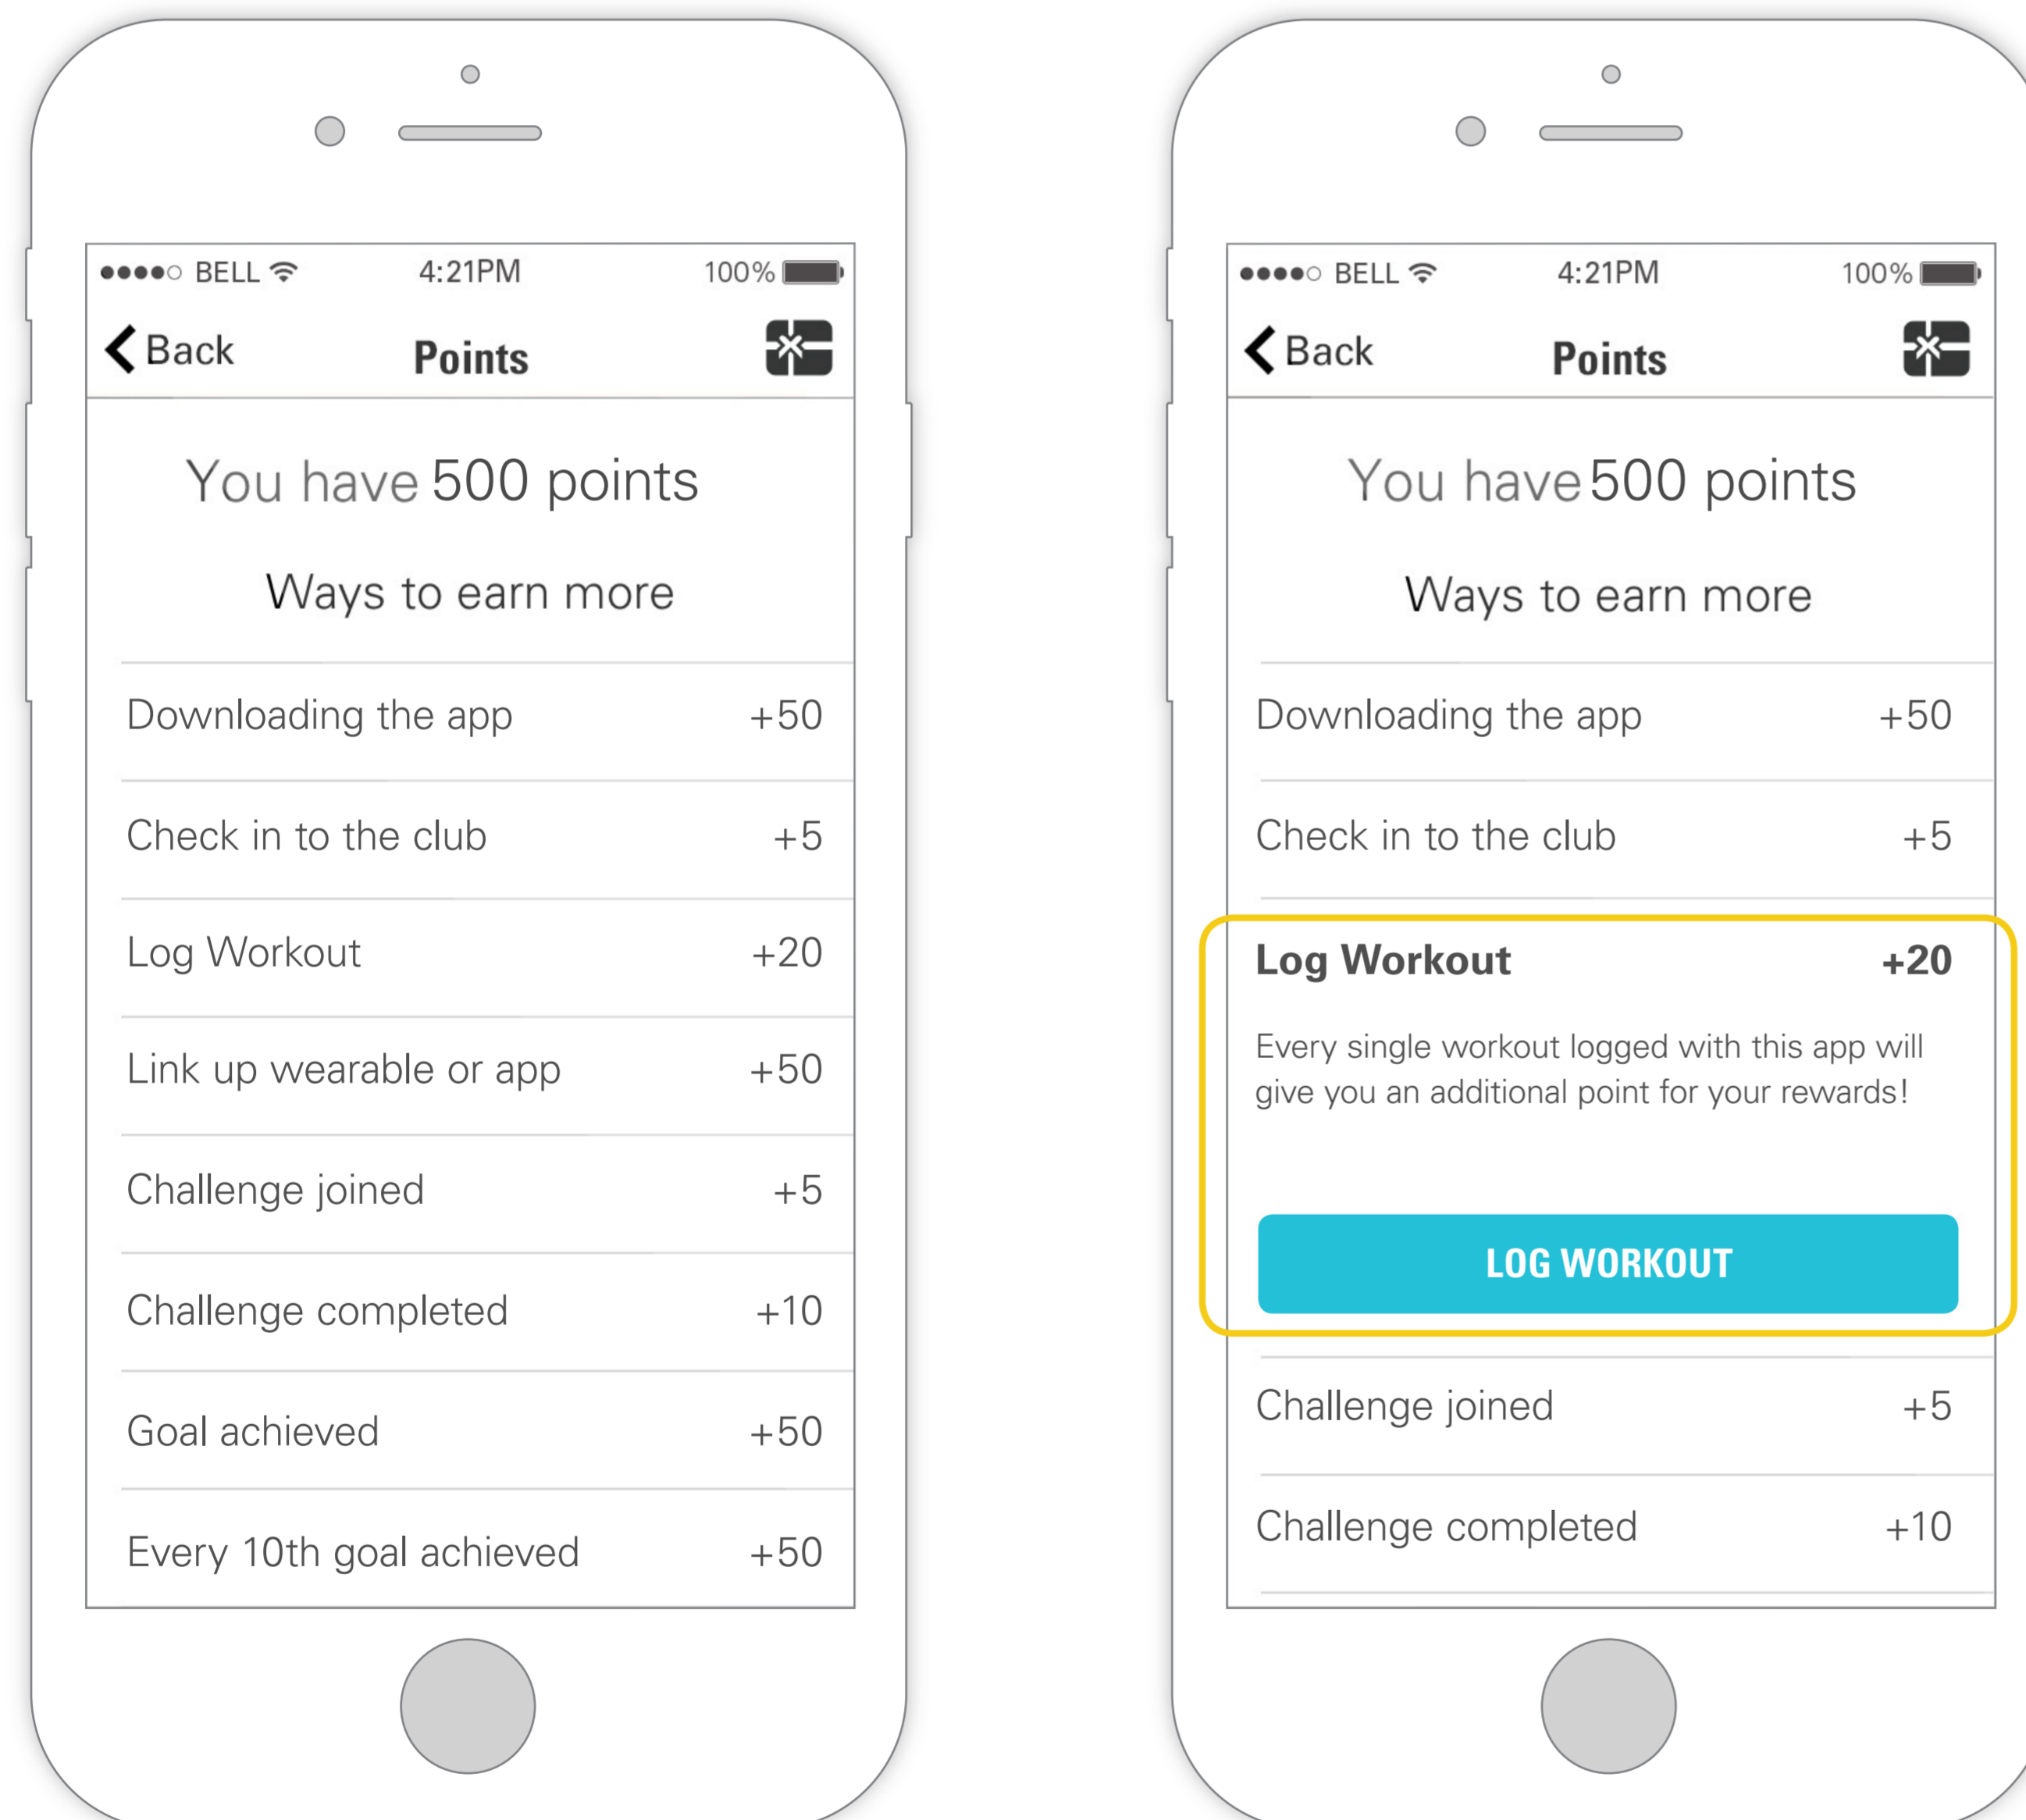 BELL 4:21PM 100%
Back Points
You have 500 points
Ways to earn more
Downloading the app +50
Check in to the club +5
Log Workout +20
Link up wearable or app +50
Challenge joined +5
Challenge completed +10
Goal achieved +50
Every 10th goal achieved +50
BELL 4:21PM 100%
Back Points
You have 500 points
Ways to earn more
Downloading the app +50
Check in to the club +5
Log Workout +20
Every single workout logged with this app will
give you an additional point for your rewards!
LOG WORKOUT
Challenge joined +5
Challenge completed +10